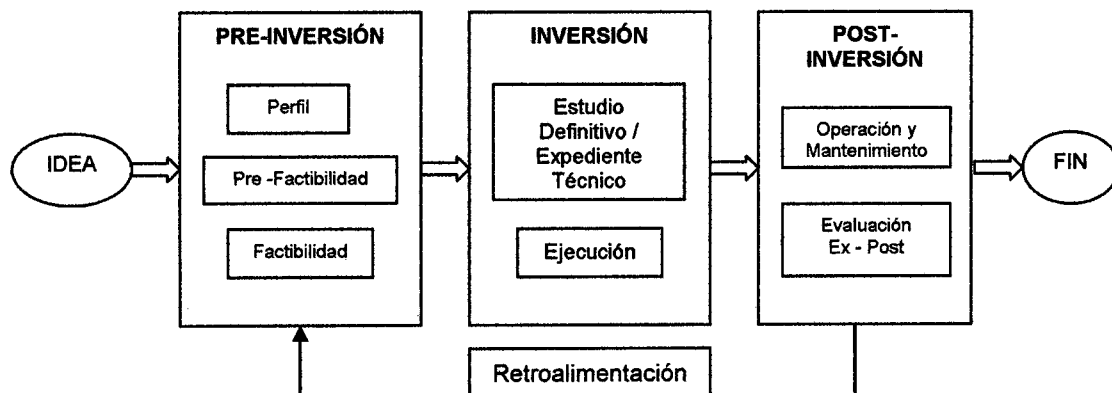 IDEA
PRE-INVERSIÓN
Perfil
Pre -Factibilidad
Factibilidad
INVERSIÓN
Estudio
Definitivo /
Expediente
Técnico
Ejecución
POST-
INVERSIÓN
Operación y
Mantenimiento
Evaluación
Ex - Post
FIN
Retroalimentación